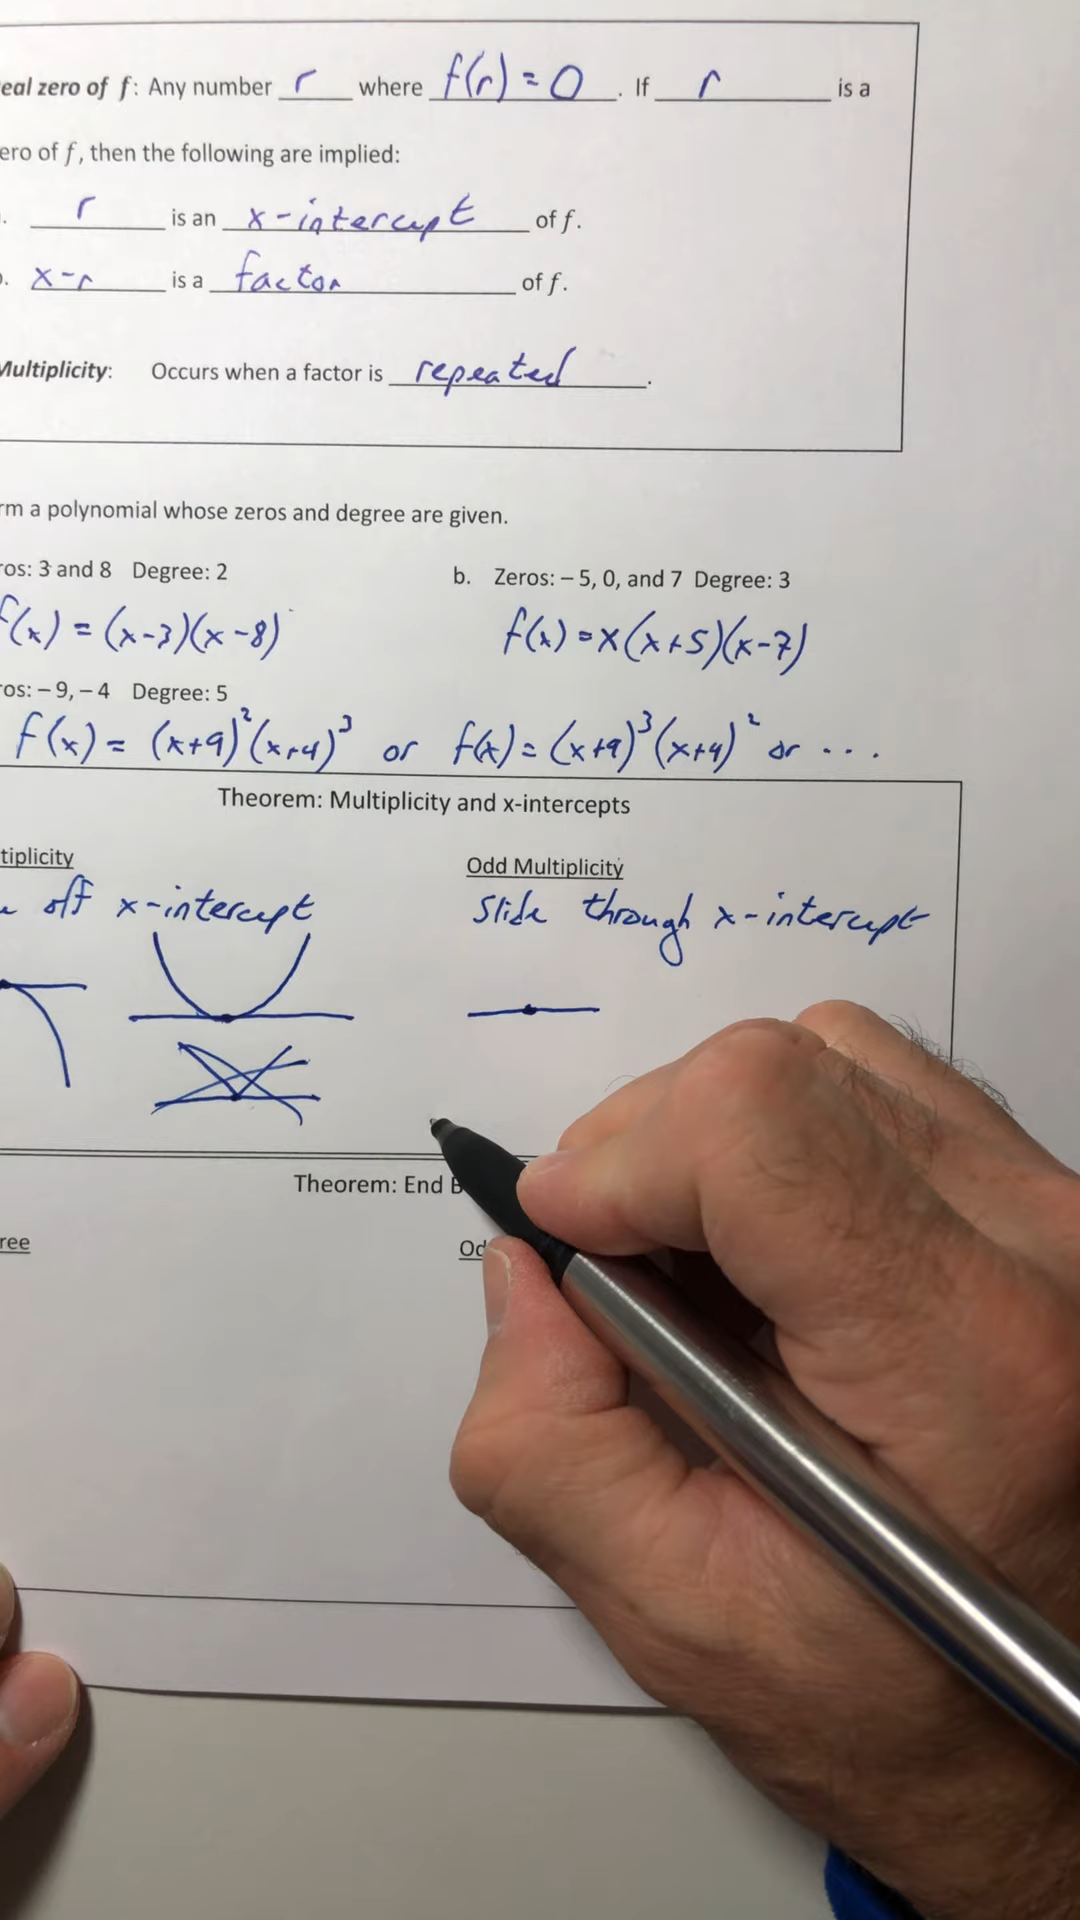 eal zero of f: Any number r where f(r) = 0. If r is a
ero of f, then the following are implied:
. r is an x-intercept of f.
. x-r is a factor of f.
Multiplicity: Occurs when a factor is repeated.
rm a polynomial whose zeros and degree are given.
ros: 3 and 8 Degree: 2
b. Zeros: – 5, 0, and 7 Degree: 3
f(x) = (x-3)(x-8)
f(x) = x(x+5)(x-7)
ros: – 9, – 4 Degree: 5
f(x) = (x+9)²(x+4)³ or f(x) = (x+9)³(x+4)² or ...
Theorem: Multiplicity and x-intercepts
tiplicity
Odd Multiplicity
off x-intercept
Slide through x-intercept
Theorem: End B
ree
Od